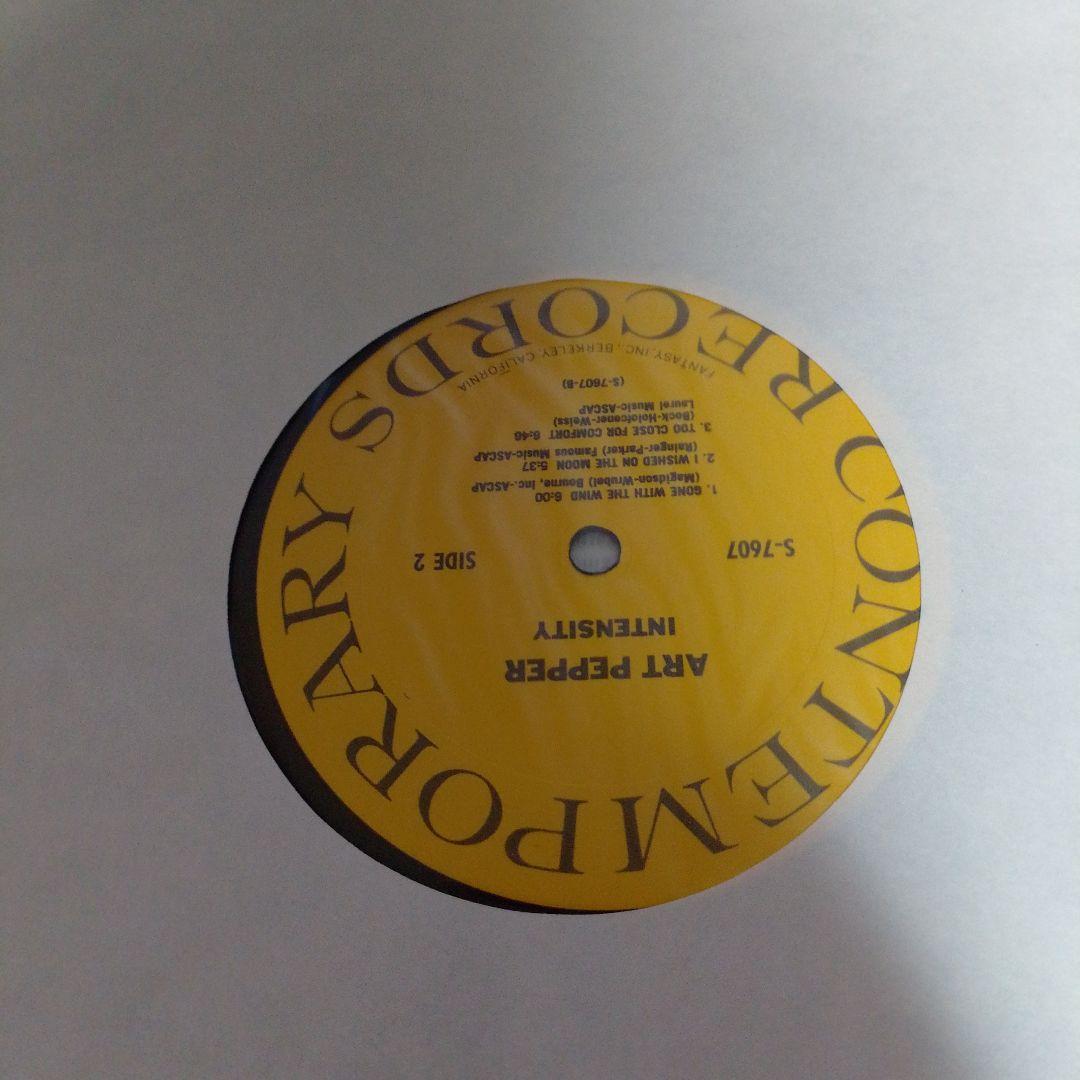 CONTEMPORARY RECORDS
ART PEPPER
INTENSITY
S-7607
SIDE 2
1. GONE WITH THE WIND 6:00
(Magidson-Wrubel) Bourne, Inc.-ASCAP
2. I WISHED ON THE MOON 5:37
(Rainger-Parker) Famous Music-ASCAP
3. TOO CLOSE FOR COMFORT 6:46
(Bock-Holofcener-Weiss)
Laurel Music-ASCAP
(S-7607-B)
FANTASY, INC., BERKELEY, CALIFORNIA
RECORDS